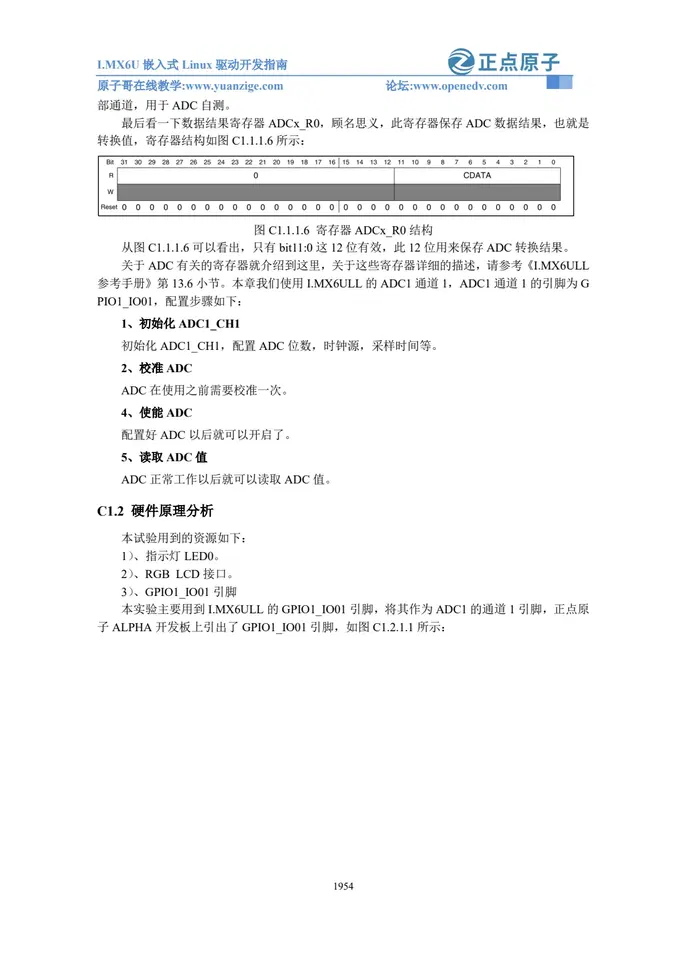 I.MX6U 嵌入式 Linux 驱动开发指南
正点原子
原子哥在线教学:www.yuanzige.com 论坛:www.openedv.com
部通道，用于 ADC 自测。
最后看一下数据结果寄存器 ADCx_R0，顾名思义，此寄存器保存 ADC 数据结果，也就是
转换值，寄存器结构如图 C1.1.1.6 所示：
Bit 31 30 29 28 27 26 25 24 23 22 21 20 19 18 17 16 15 14 13 12 11 10 9 8 7 6 5 4 3 2 1 0
R 0 CDATA
W
Reset 0 0 0 0 0 0 0 0 0 0 0 0 0 0 0 0 0 0 0 0 0 0 0 0 0 0 0 0 0 0 0 0
图 C1.1.1.6 寄存器 ADCx_R0 结构
从图 C1.1.1.6 可以看出，只有 bit11:0 这 12 位有效，此 12 位用来保存 ADC 转换结果。
关于 ADC 有关的寄存器就介绍到这里，关于这些寄存器详细的描述，请参考《I.MX6ULL
参考手册》第 13.6 小节。本章我们使用 I.MX6ULL 的 ADC1 通道 1，ADC1 通道 1 的引脚为 G
PIO1_IO01，配置步骤如下：
1、初始化 ADC1_CH1
初始化 ADC1_CH1，配置 ADC 位数，时钟源，采样时间等。
2、校准 ADC
ADC 在使用之前需要校准一次。
4、使能 ADC
配置好 ADC 以后就可以开启了。
5、读取 ADC 值
ADC 正常工作以后就可以读取 ADC 值。
C1.2 硬件原理分析
本试验用到的资源如下：
1）、指示灯 LED0。
2）、RGB LCD 接口。
3）、GPIO1_IO01 引脚
本实验主要用到 I.MX6ULL 的 GPIO1_IO01 引脚，将其作为 ADC1 的通道 1 引脚，正点原
子 ALPHA 开发板上引出了 GPIO1_IO01 引脚，如图 C1.2.1.1 所示：
1954